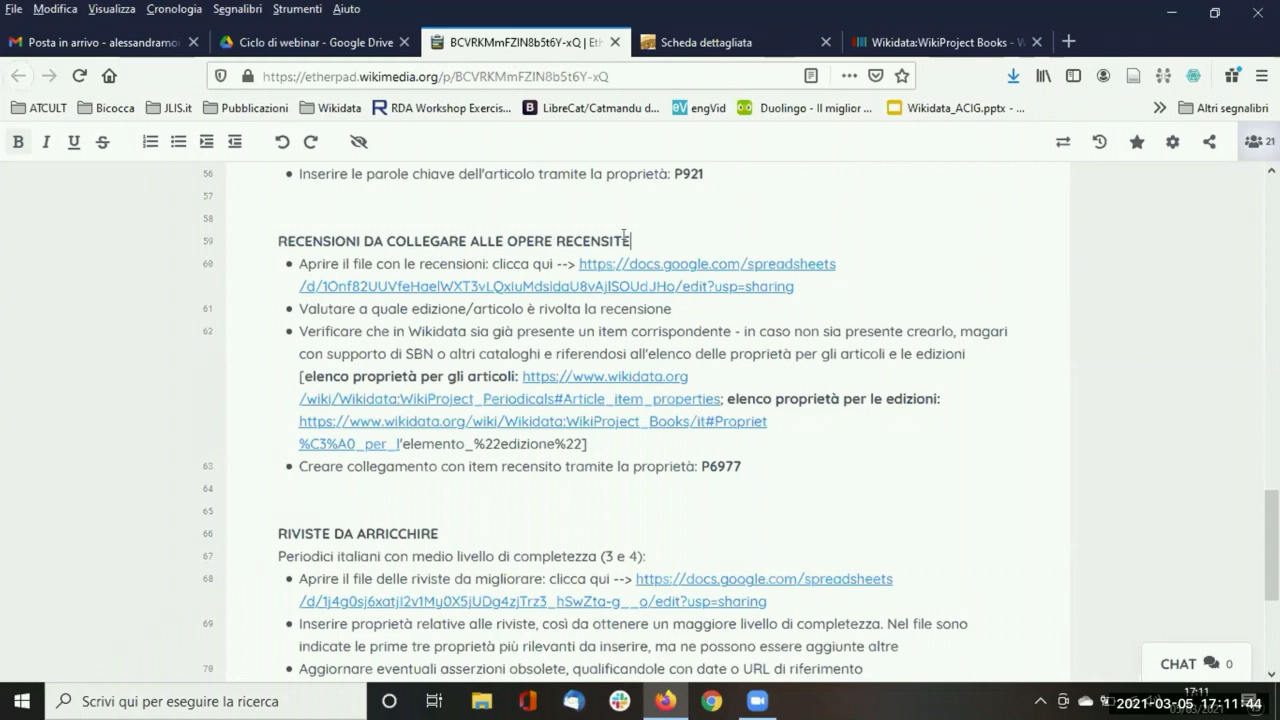 File Modifica Visualizza Cronologia Segnalibri Strumenti Aiuto
Posta in arrivo - alessandramo
Ciclo di webinar - Google Drive
BCVRKMmFZIN8b5t6Y-xQ | Eth
Scheda dettagliata
Wikidata:WikiProject Books - W
https://etherpad.wikimedia.org/p/BCVRKMmFZIN8b5t6Y-xQ
ATCULT Bicocca JLIS.it Pubblicazioni Wikidata RDA Workshop Exercis... LibreCat/Catmandu d... engVid Duolingo - Il miglior ... Wikidata_ACIG.pptx - ... Altri segnalibri
21
56 Inserire le parole chiave dell'articolo tramite la proprietà: P921
57
58
59 RECENSIONI DA COLLEGARE ALLE OPERE RECENSITE
60 Aprire il file con le recensioni: clicca qui --> https://docs.google.com/spreadsheets
61 Valutare a quale edizione/articolo è rivolta la recensione
62 Verificare che in Wikidata sia già presente un item corrispondente - in caso non sia presente crearlo, magari
con supporto di SBN o altri cataloghi e riferendosi all'elenco delle proprietà per gli articoli e le edizioni
[elenco proprietà per gli articoli: https://www.wikidata.org
/wiki/Wikidata:WikiProject_Periodicals#Article_item_properties; elenco proprietà per le edizioni:
https://www.wikidata.org/wiki/Wikidata:WikiProject_Books/it#Propriet
%C3%A0_per_l'elemento_%22edizione%22]
63 Creare collegamento con item recensito tramite la proprietà: P6977
64
65
66 RIVISTE DA ARRICCHIRE
67 Periodici italiani con medio livello di completezza (3 e 4):
68 Aprire il file delle riviste da migliorare: clicca qui --> https://docs.google.com/spreadsheets
69 Inserire proprietà relative alle riviste, così da ottenere un maggiore livello di completezza. Nel file sono
indicate le prime tre proprietà più rilevanti da inserire, ma ne possono essere aggiunte altre
70 Aggiornare eventuali asserzioni obsolete, qualificandole con date o URL di riferimento
CHAT 0
Scrivi qui per eseguire la ricerca
17:11
2021-03-05 17:11:44